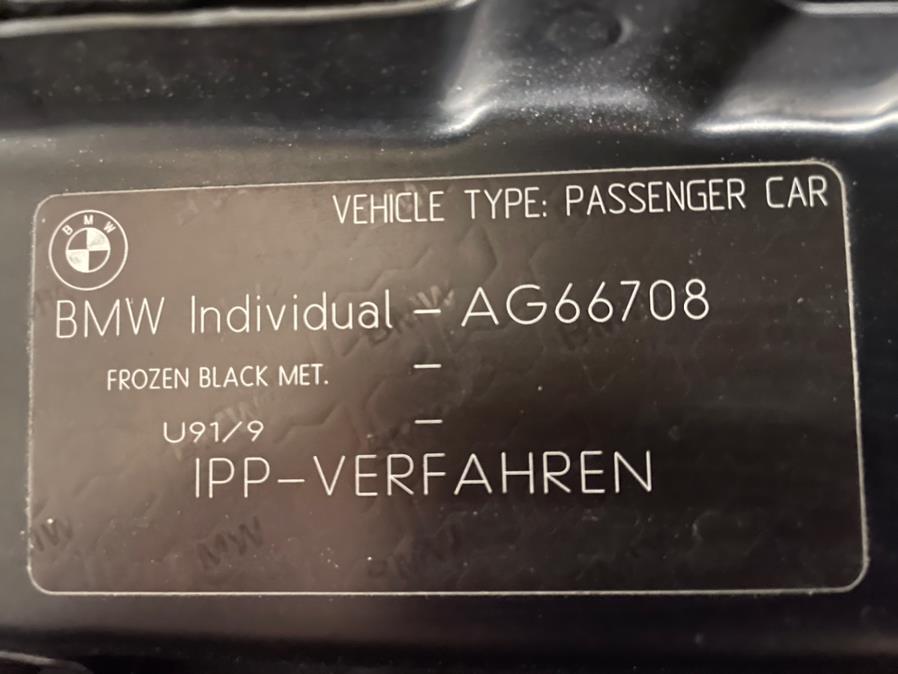 VEHICLE TYPE: PASSENGER CAR
BMW
BMW Individual – AG66708
FROZEN BLACK MET. –
U91/9 –
IPP-VERFAHREN